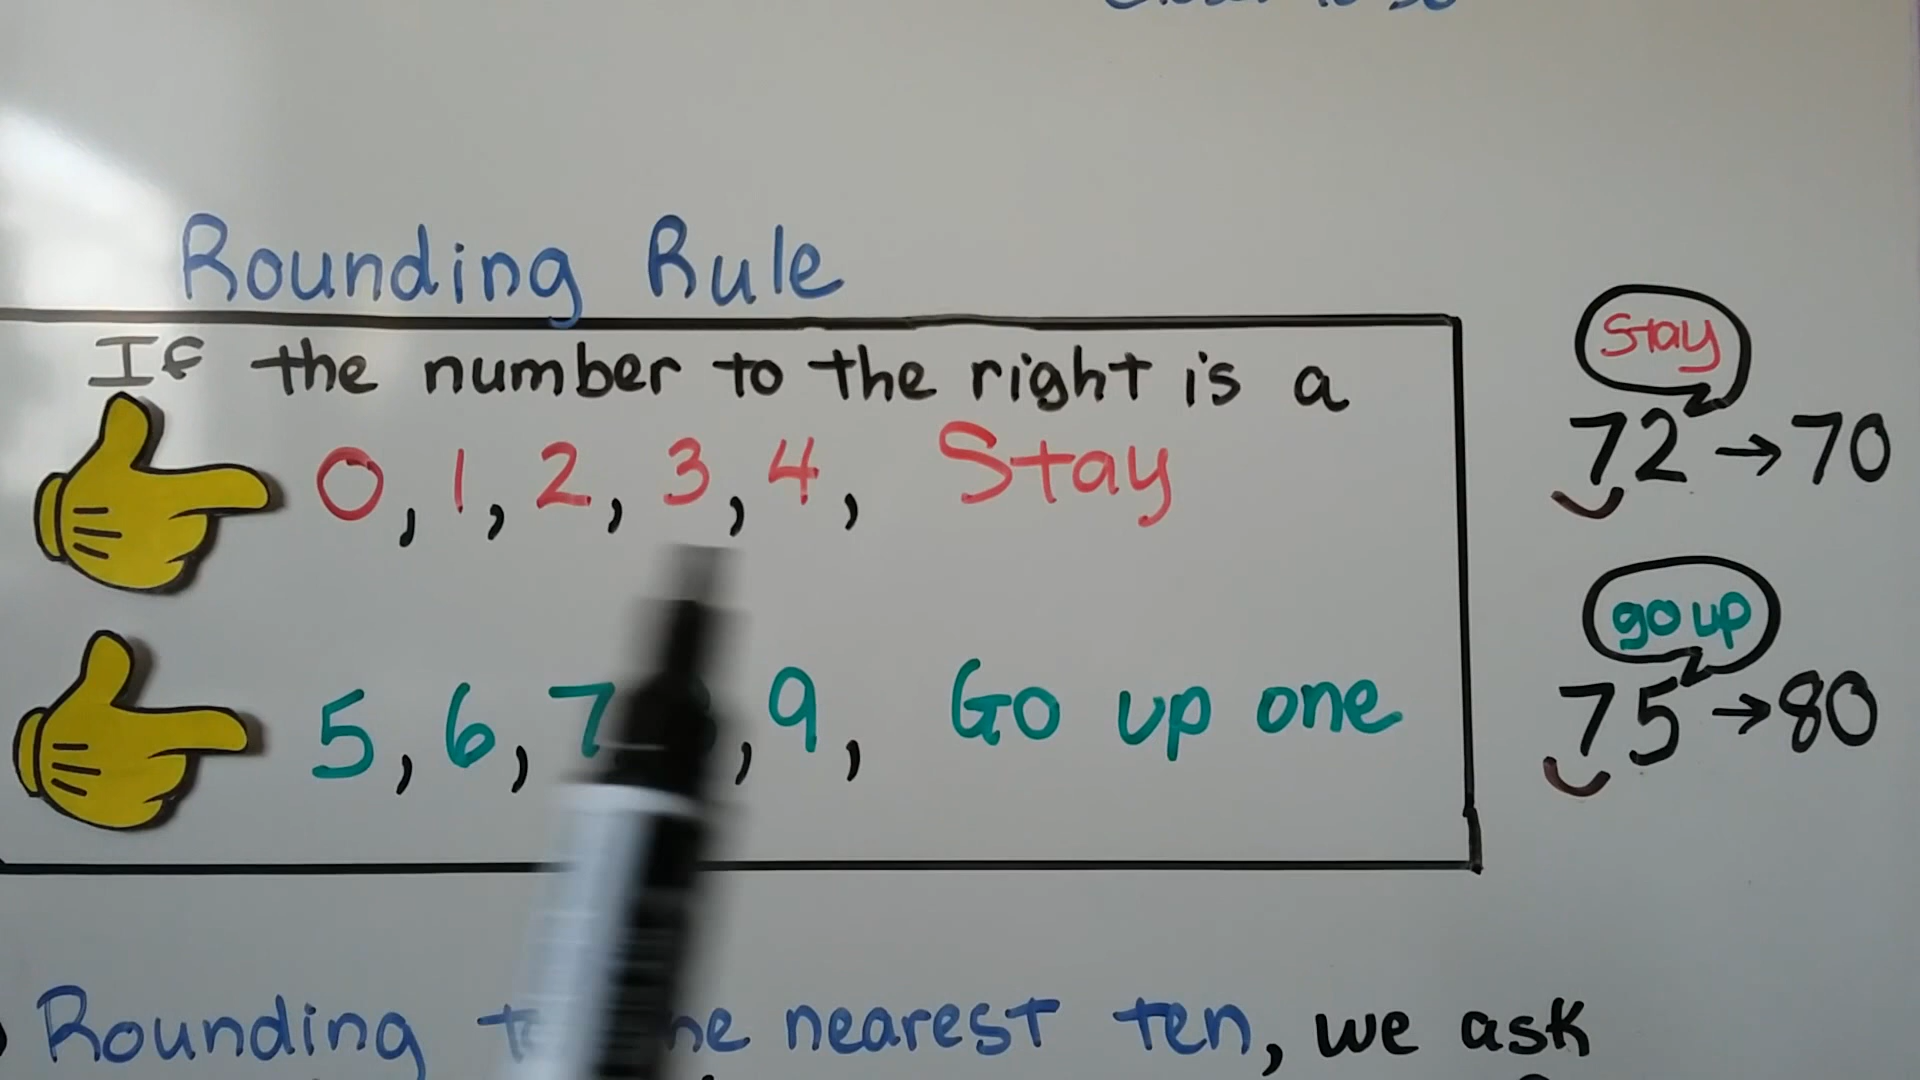 Rounding Rule
If the number to the right is a
0, 1, 2, 3, 4, Stay
5, 6, 7, 9, Go up one
Stay
72 → 70
go up
75 → 80
Rounding nearest ten, we ask